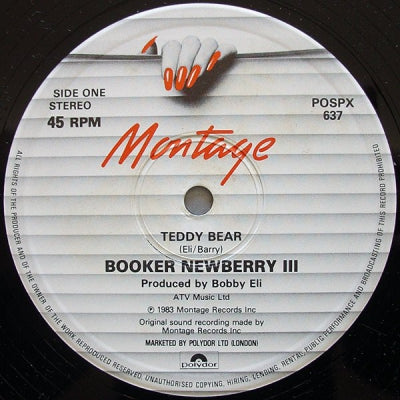 SIDE ONE
STEREO
45 RPM
POSPX
637
Montage
TEDDY BEAR
(Eli/Barry)
BOOKER NEWBERRY III
Produced by Bobby Eli
ATV Music Ltd
℗ 1983 Montage Records Inc
Original sound recording made by
Montage Records Inc
MARKETED BY POLYDOR LTD (LONDON)
polydor
ALL RIGHTS OF THE PRODUCER AND OF THE OWNER OF THE WORK REPRODUCED RESERVED. UNAUTHORISED COPYING, HIRING, LENDING, RENTAL, PUBLIC PERFORMANCE AND BROADCASTING OF THIS RECORD PROHIBITED.